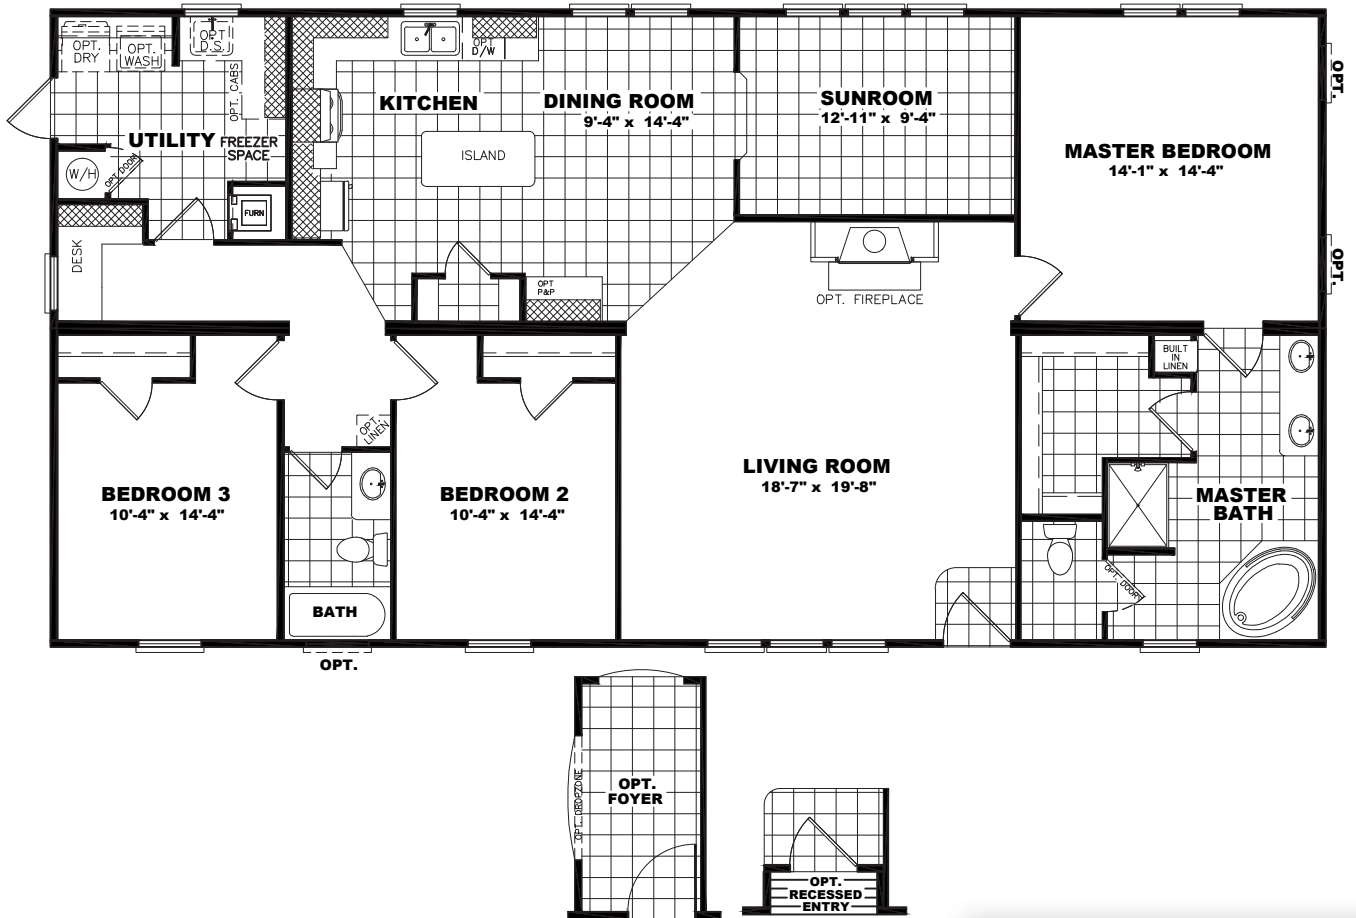 OPT.
DRY
OPT.
WASH
OPT
D.S.
OPT. CABS
UTILITY
FREEZER
SPACE
W/H
OPT DOOR
FURN
DESK
KITCHEN
OPT
D/W
ISLAND
OPT
P&P
DINING ROOM
9'-4" x 14'-4"
SUNROOM
12'-11" x 9'-4"
MASTER BEDROOM
14'-1" x 14'-4"
OPT.
OPT.
OPT. FIREPLACE
BUILT
IN
LINEN
OPT.
LINEN
BEDROOM 3
10'-4" x 14'-4"
BEDROOM 2
10'-4" x 14'-4"
LIVING ROOM
18'-7" x 19'-8"
MASTER
BATH
OPT. DOOR
BATH
OPT.
OPT. DROPZONE
OPT.
FOYER
OPT.
RECESSED
ENTRY